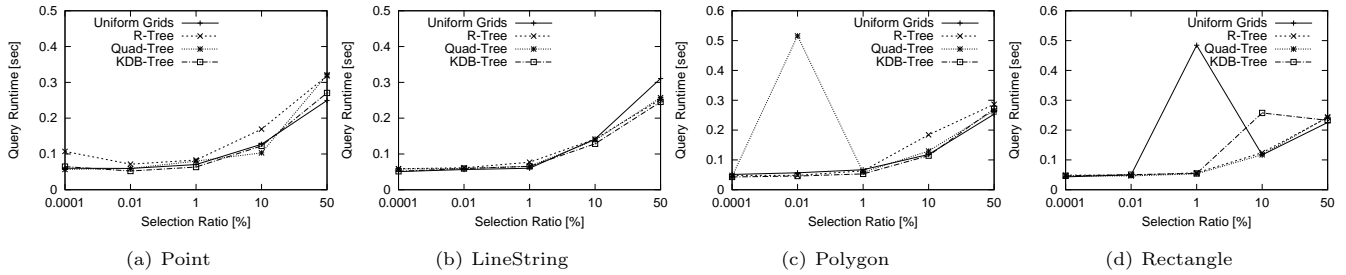 Query Runtime [sec]
0.5
0.4
0.3
0.2
0.1
0
0.0001 0.01 1 10 50
Selection Ratio [%]
Uniform Grids
R-Tree
Quad-Tree
KDB-Tree
(a) Point
Query Runtime [sec]
0.5
0.4
0.3
0.2
0.1
0
0.0001 0.01 1 10 50
Selection Ratio [%]
Uniform Grids
R-Tree
Quad-Tree
KDB-Tree
(b) LineString
Query Runtime [sec]
0.6
0.5
0.4
0.3
0.2
0.1
0
0.0001 0.01 1 10 50
Selection Ratio [%]
Uniform Grids
R-Tree
Quad-Tree
KDB-Tree
(c) Polygon
Query Runtime [sec]
0.6
0.5
0.4
0.3
0.2
0.1
0
0.0001 0.01 1 10 50
Selection Ratio [%]
Uniform Grids
R-Tree
Quad-Tree
KDB-Tree
(d) Rectangle